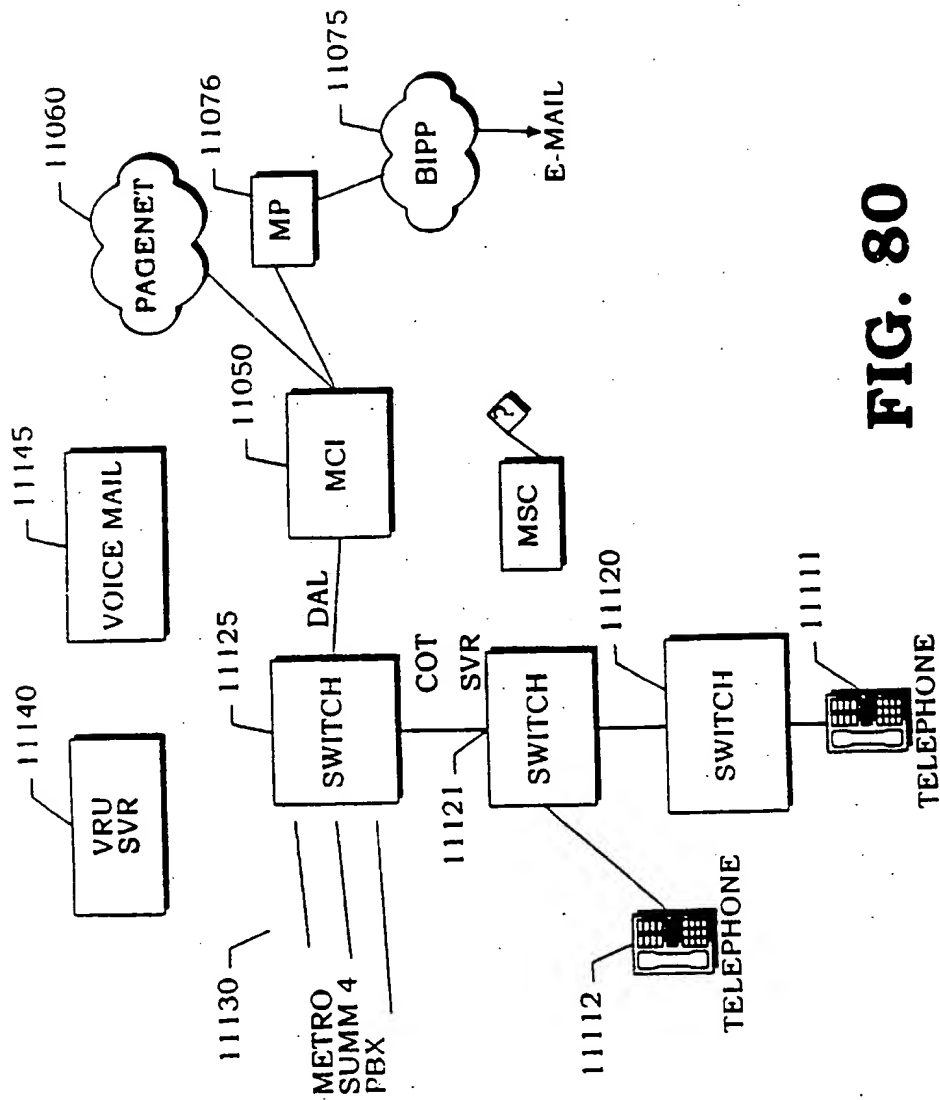 11140
VRU
SVR
11145
VOICE MAIL
11060
PAGENET
11130
METRO
SUMM 4
PBX
11125
SWITCH
DAL
11050
MCI
11076
MP
11075
BIPP
E-MAIL
11121
COT
SVR
SWITCH
MSC
?
11120
SWITCH
11112
TELEPHONE
11111
TELEPHONE
FIG. 80